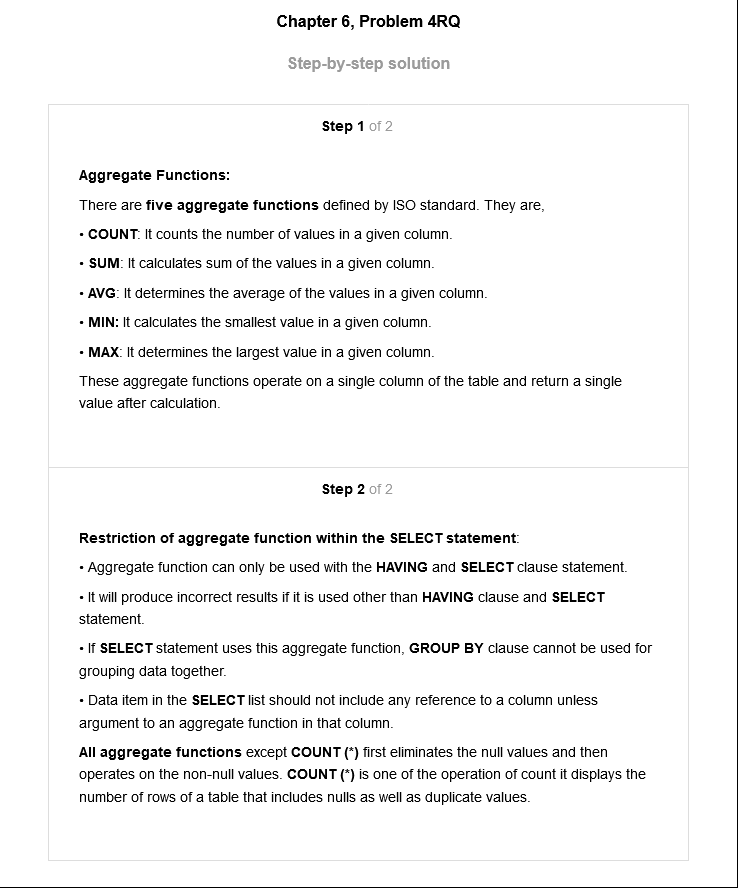 Chapter 6, Problem 4RQ
Step-by-step solution
Step 1 of 2
Aggregate Functions:
There are five aggregate functions defined by ISO standard. They are,
• COUNT: It counts the number of values in a given column.
• SUM: It calculates sum of the values in a given column.
• AVG: It determines the average of the values in a given column.
• MIN: It calculates the smallest value in a given column.
• MAX: It determines the largest value in a given column.
These aggregate functions operate on a single column of the table and return a single
value after calculation.
Step 2 of 2
Restriction of aggregate function within the SELECT statement:
• Aggregate function can only be used with the HAVING and SELECT clause statement.
• It will produce incorrect results if it is used other than HAVING clause and SELECT
statement.
• If SELECT statement uses this aggregate function, GROUP BY clause cannot be used for
grouping data together.
• Data item in the SELECT list should not include any reference to a column unless
argument to an aggregate function in that column.
All aggregate functions except COUNT (*) first eliminates the null values and then
operates on the non-null values. COUNT (*) is one of the operation of count it displays the
number of rows of a table that includes nulls as well as duplicate values.